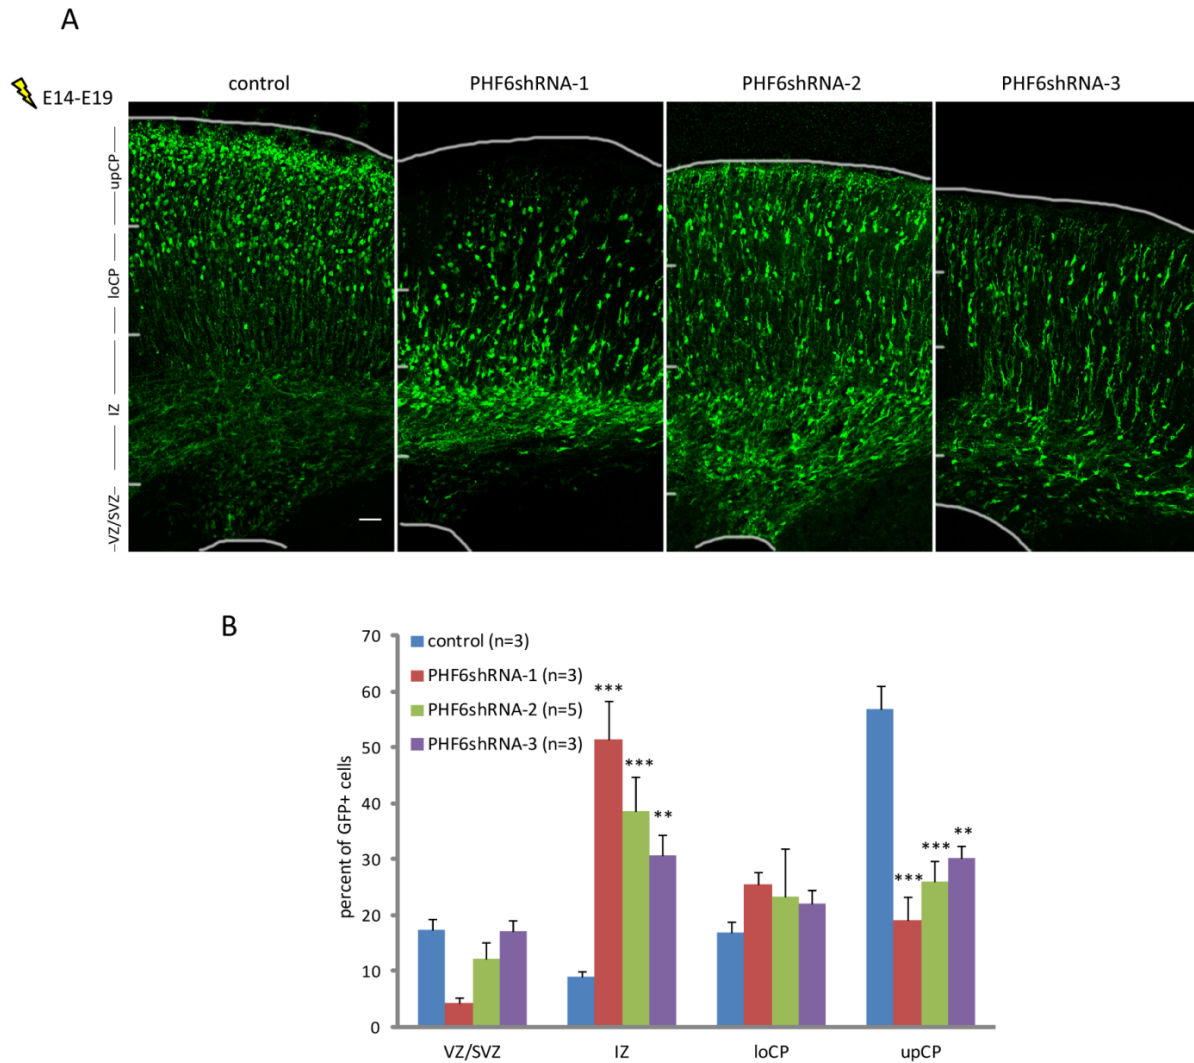 A
control
PHF6shRNA-1
PHF6shRNA-2
PHF6shRNA-3
E14-E19
upCP
loCP
IZ
VZ/SVZ
B
percent of GFP+ cells
70
60
50
40
30
20
10
0
control (n=3)
PHF6shRNA-1 (n=3)
PHF6shRNA-2 (n=5)
PHF6shRNA-3 (n=3)
***
***
**
***
***
**
VZ/SVZ
IZ
loCP
upCP